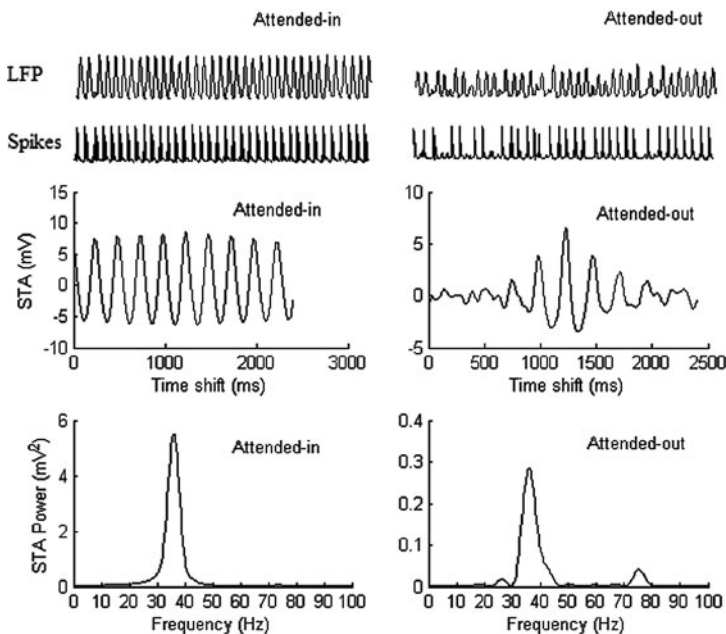 Attended-in
Attended-out
LFP
Spikes
15
10
5
0
-5
-10
STA (mV)
Attended-in
0 1000 2000 3000
Time shift (ms)
10
5
0
-5
Attended-out
0 500 1000 1500 2000 2500
Time shift (ms)
6
4
2
0
STA Power (mV²)
Attended-in
0 10 20 30 40 50 60 70 80 90 100
Frequency (Hz)
0.4
0.3
0.2
0.1
0
Attended-out
0 10 20 30 40 50 60 70 80 90 100
Frequency (Hz)